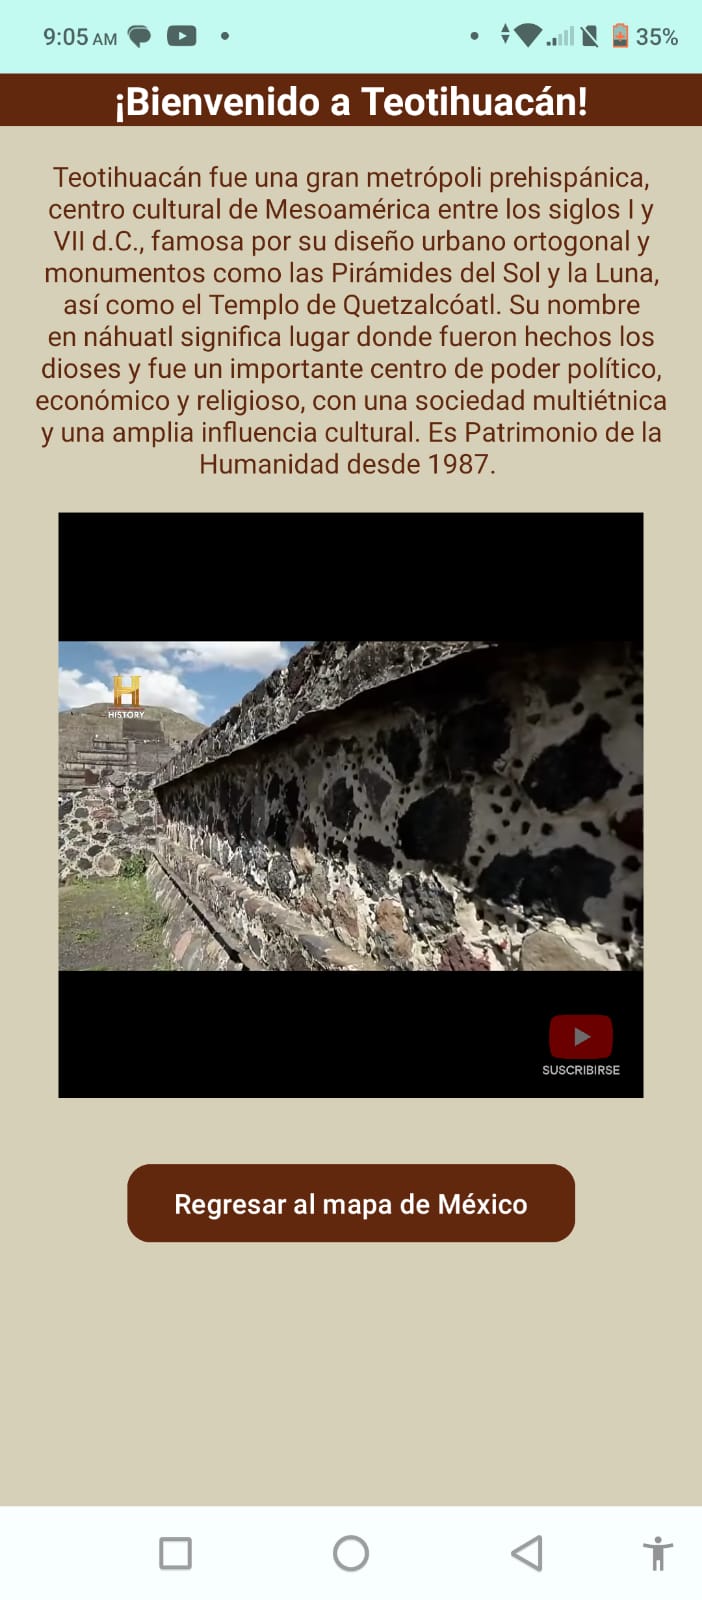 9:05 AM
35%
¡Bienvenido a Teotihuacán!
Teotihuacán fue una gran metrópoli prehispánica,
centro cultural de Mesoamérica entre los siglos I y
VII d.C., famosa por su diseño urbano ortogonal y
monumentos como las Pirámides del Sol y la Luna,
así como el Templo de Quetzalcóatl. Su nombre
en náhuatl significa lugar donde fueron hechos los
dioses y fue un importante centro de poder político,
económico y religioso, con una sociedad multiétnica
y una amplia influencia cultural. Es Patrimonio de la
Humanidad desde 1987.
H
HISTORY
SUSCRIBIRSE
Regresar al mapa de México